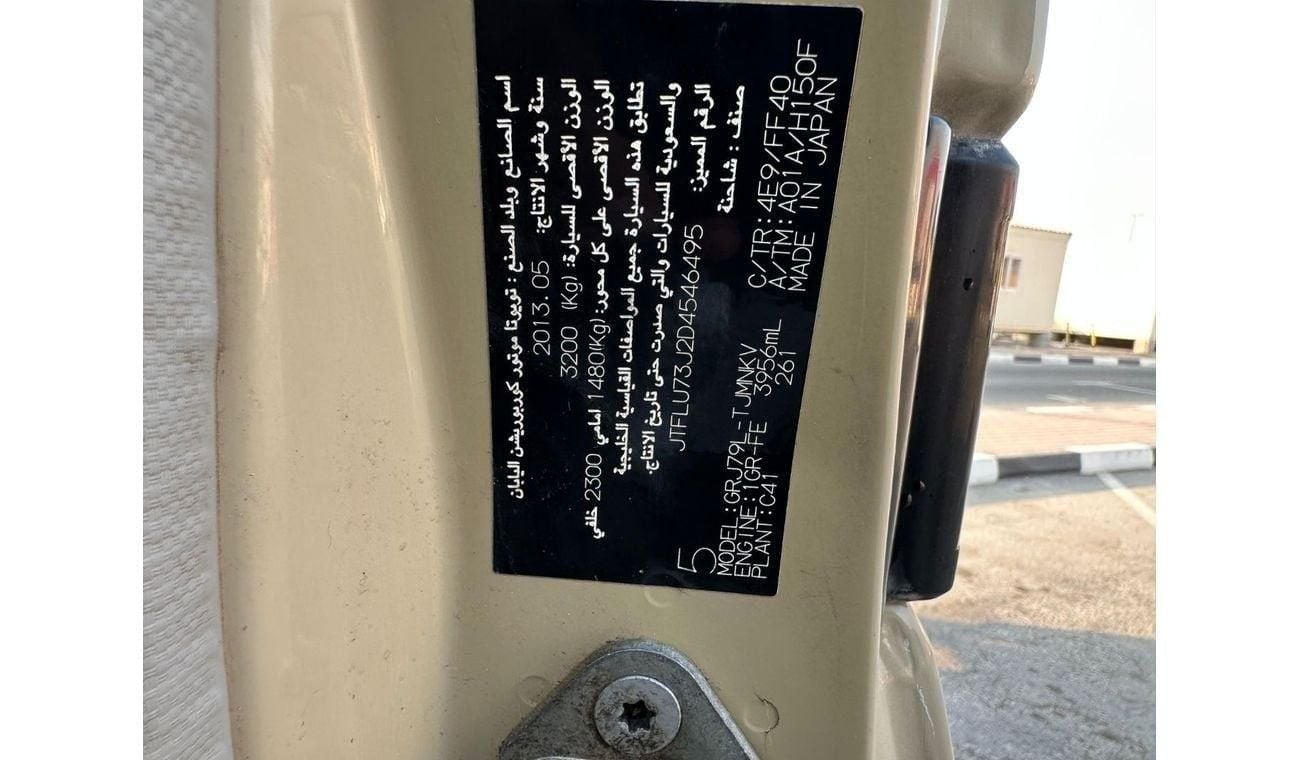 اسم الصانع وبلد الصنع : تويوتا موتور كوربوريشن اليابان
سنة وشهر الانتاج: 2013.05
الوزن الأقصى للسيارة: 3200 (Kg)
الوزن الأقصى على كل محور: 1480(Kg) امامي 2300 خلفي
تطابق هذه السيارة جميع المواصفات القياسية الخليجية
والسعودية للسيارات والتي صدرت حتى تاريخ الانتاج.
الرقم المميز: JTFLU73J2D4546495
صنف : شاحنة
5
MODEL:GRJ79L-TJMNKV C/TR:4E9/FF40
ENGINE:1GR-FE 3956mL A/TM:A01A/H150F
PLANT:C41 261 MADE IN JAPAN